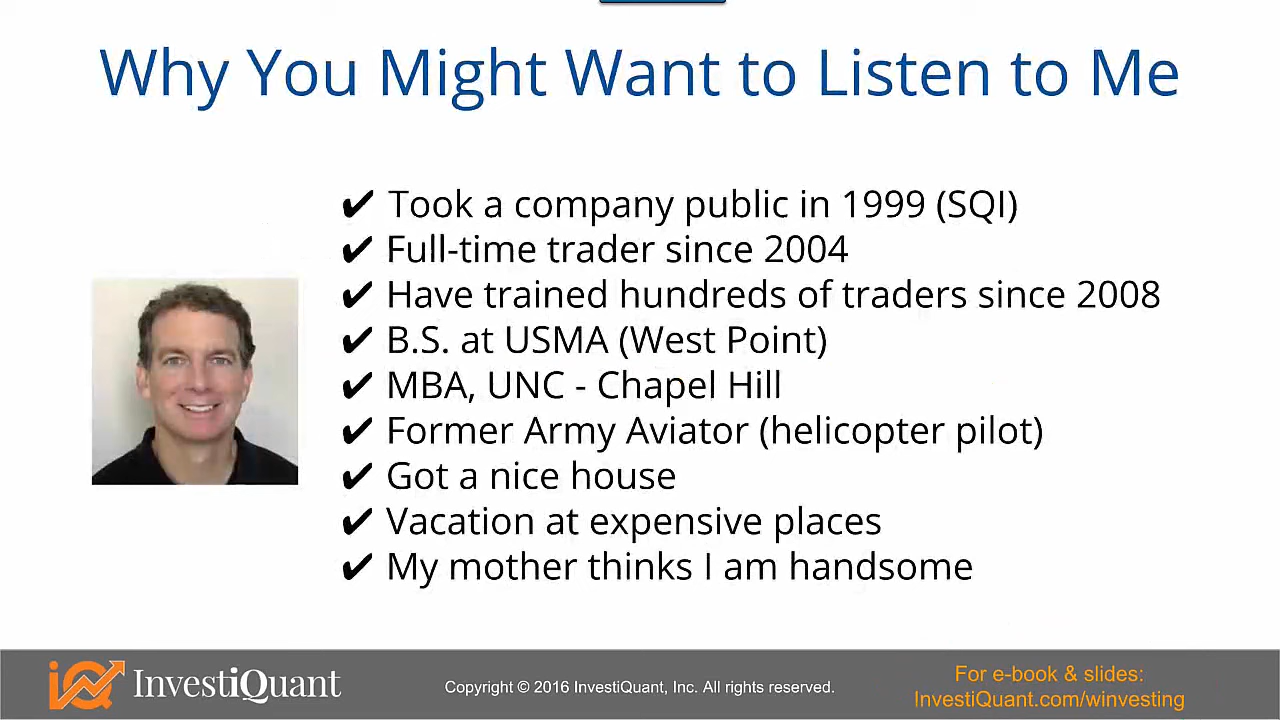 Why You Might Want to Listen to Me
✔ Took a company public in 1999 (SQI)
✔ Full-time trader since 2004
✔ Have trained hundreds of traders since 2008
✔ B.S. at USMA (West Point)
✔ MBA, UNC - Chapel Hill
✔ Former Army Aviator (helicopter pilot)
✔ Got a nice house
✔ Vacation at expensive places
✔ My mother thinks I am handsome
iQ InvestiQuant
Copyright © 2016 InvestiQuant, Inc. All rights reserved.
For e-book & slides:
InvestiQuant.com/winvesting